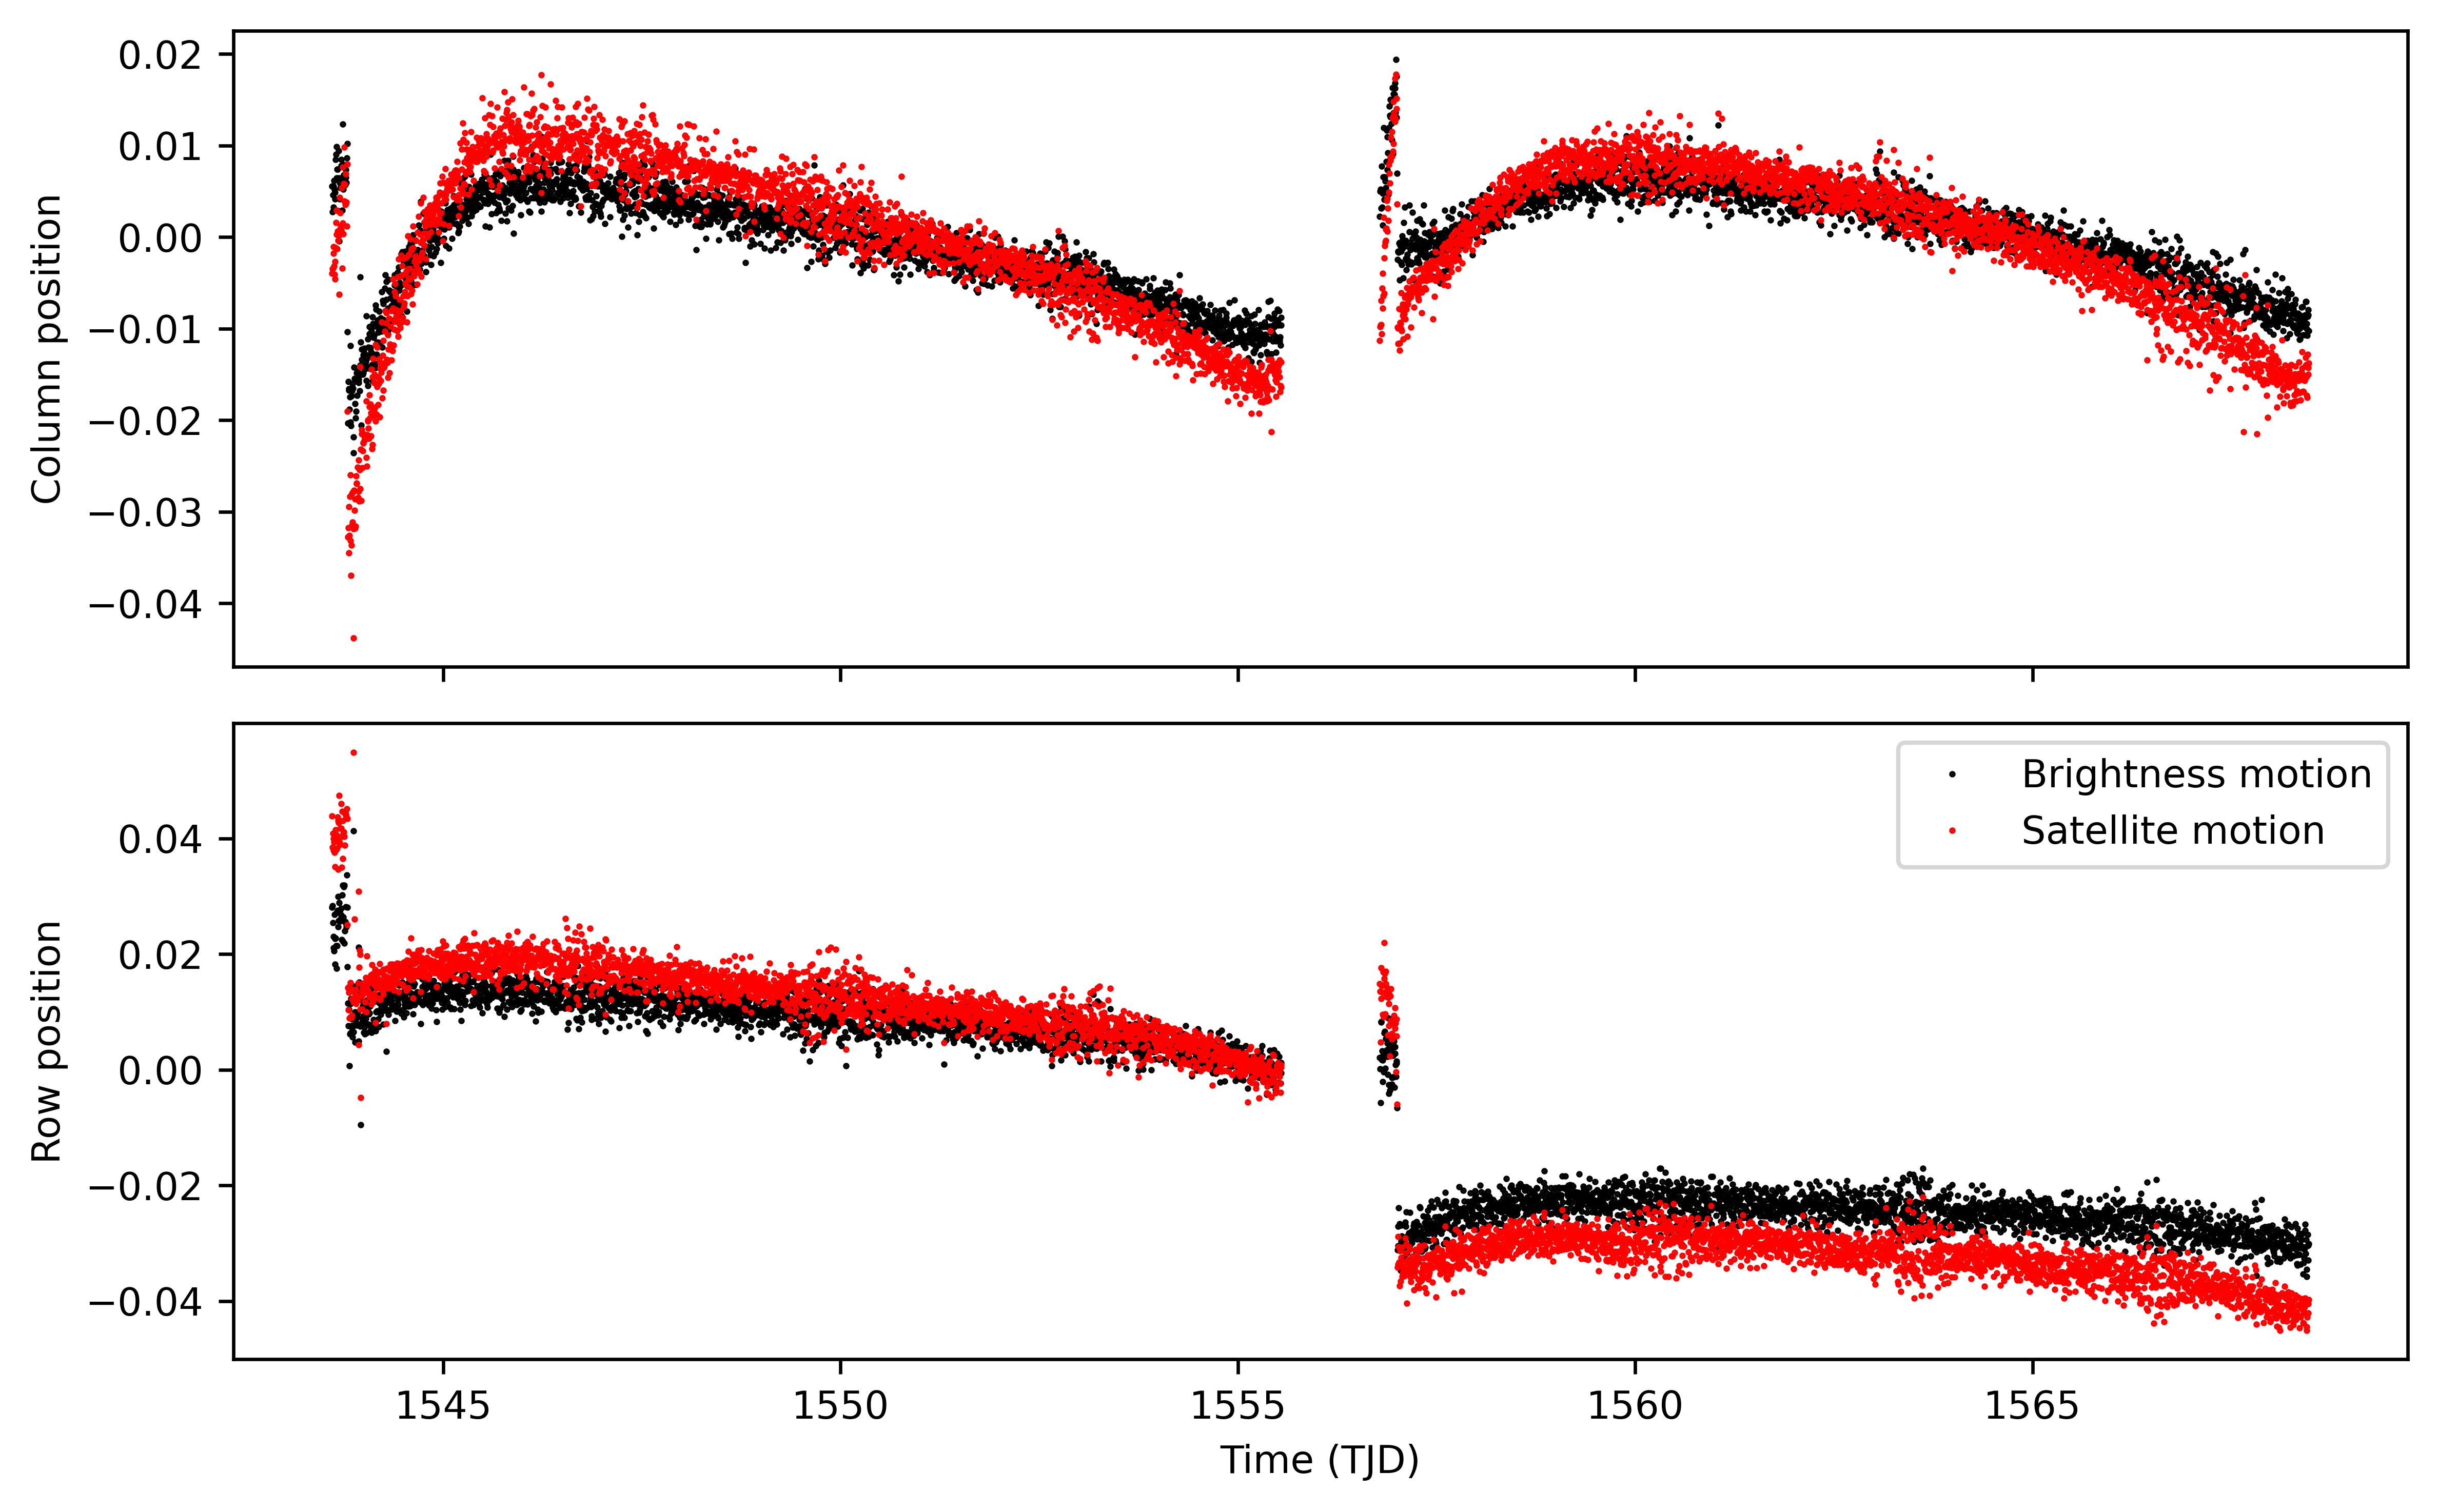 0.02
0.01
0.00
−0.01
−0.02
−0.03
−0.04
Column position
Brightness motion
Satellite motion
0.04
0.02
0.00
−0.02
−0.04
Row position
1545 1550 1555 1560 1565
Time (TJD)